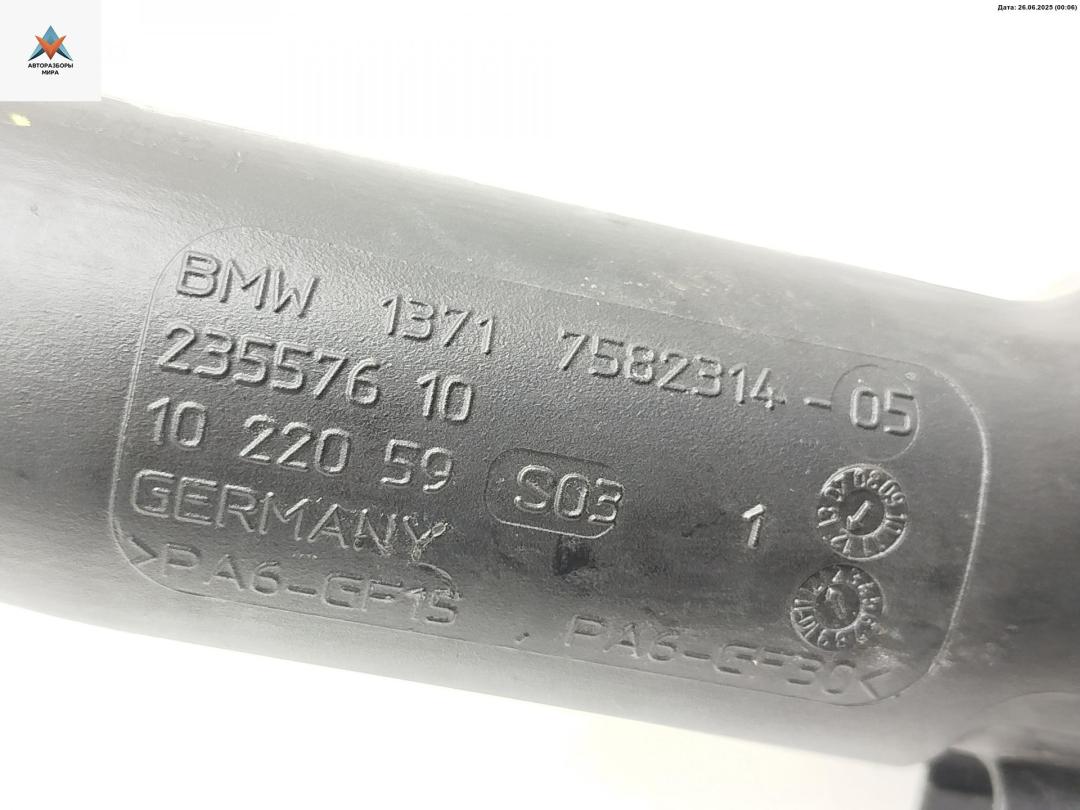 Дата: 26.06.2025 (00:06)
АВТОРАЗБОРЫ
МИРА
BMW 1371 7582314-05
235576 10
10 220 59 S03 1
GERMANY
>PA6-GF15, PA6-GF30<